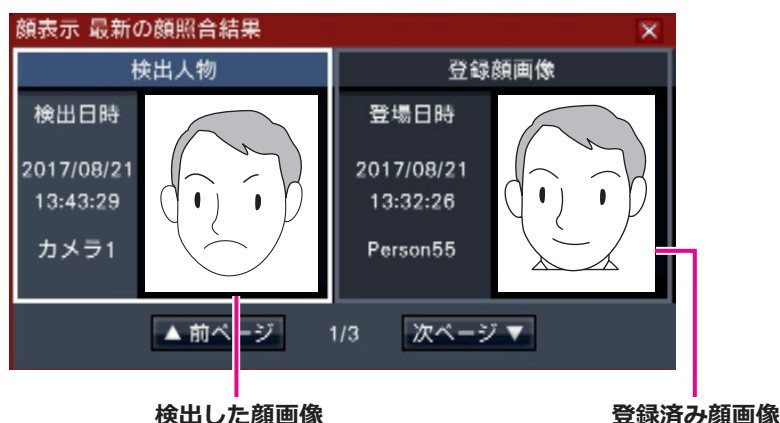 顔表示 最新の顔照合結果
検出人物
検出日時
2017/08/21
13:43:29
カメラ1
登録顔画像
登場日時
2017/08/21
13:32:26
Person55
▲ 前ページ 1/3 次ページ ▼
検出した顔画像 登録済み顔画像